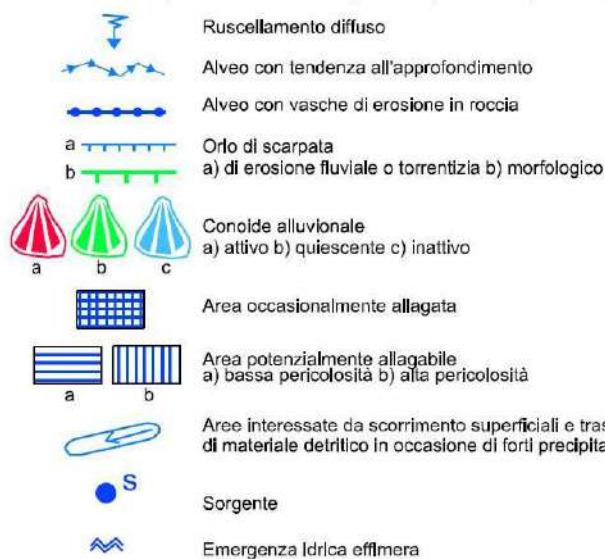 Ruscellamento diffuso
Alveo con tendenza all'approfondimento
Alveo con vasche di erosione in roccia
a
Orlo di scarpata
b
a) di erosione fluviale o torrentizia b) morfologico
Conoide alluvionale
a) attivo b) quiescente c) inattivo
a b c
Area occasionalmente allagata
Area potenzialmente allagabile
a) bassa pericolosità b) alta pericolosità
a b
Aree interessate da scorrimento superficiali e
di materiale detritico in occasione di forti
S
Sorgente
Emergenza idrica effimera